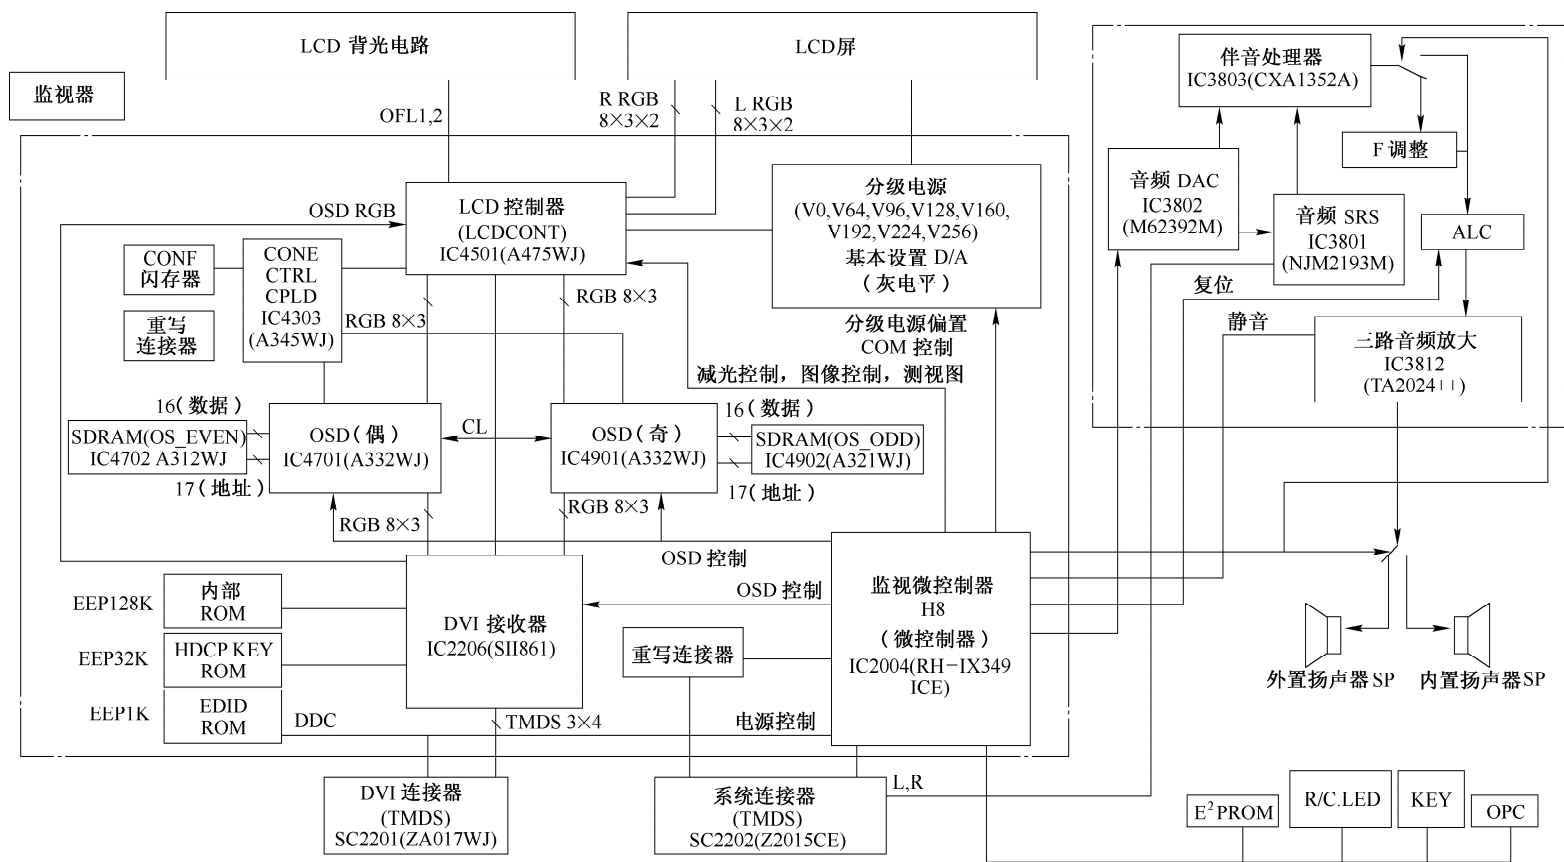 LCD 背光电路
LCD屏
监视器
OFL1,2
R RGB
8×3×2
L RGB
8×3×2
伴音处理器
IC3803(CXA1352A)
F 调整
音频 DAC
IC3802
(M62392M)
音频 SRS
IC3801
(NJM2193M)
ALC
复位
静音
三路音频放大
IC3812
OSD RGB
LCD 控制器
(LCDCONT)
IC4501(A475WJ)
分级电源
(V0,V64,V96,V128,V160,
V192,V224,V256)
基本设置 D/A
(灰电平)
CONF
闪存器
CONE
CTRL
CPLD
IC4303
(A345WJ)
重写
连接器
RGB 8×3
RGB 8×3
分级电源偏置
COM 控制
减光控制，图像控制，测视图
16(数据)
SDRAM(OS_EVEN)
IC4702 A312WJ
17(地址)
OSD(偶)
IC4701(A332WJ)
CL
OSD(奇)
IC4901(A332WJ)
16(数据)
SDRAM(OS_ODD)
IC4902(A321WJ)
17(地址)
RGB 8×3
RGB 8×3
OSD 控制
OSD 控制
EEP128K
内部
ROM
EEP32K
HDCP KEY
ROM
EEP1K
EDID
ROM
DDC
DVI 接收器
IC2206(SII861)
TMDS 3×4
重写连接器
电源控制
监视微控制器
H8
(微控制器)
IC2004(RH-IX349
ICE)
外置扬声器SP
内置扬声器SP
DVI 连接器
(TMDS)
SC2201(ZA017WJ)
系统连接器
(TMDS)
SC2202(Z2015CE)
L,R
E²PROM
R/C.LED
KEY
OPC